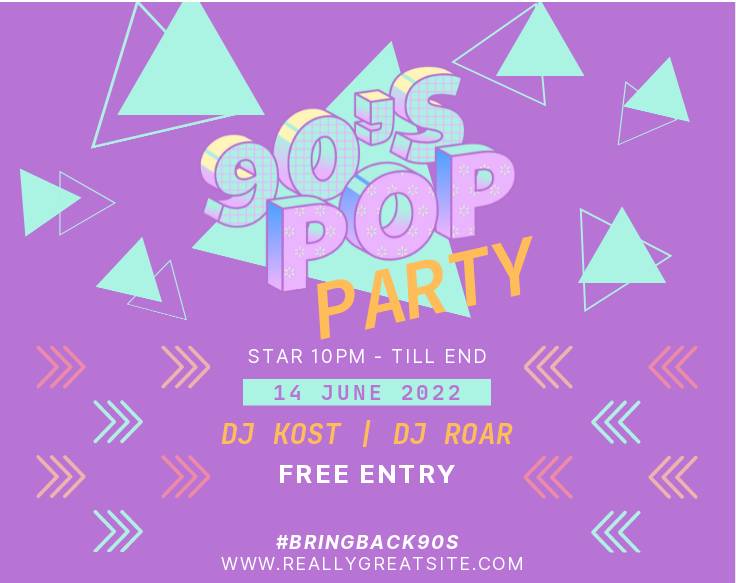 90'S
POP
PARTY
STAR 10PM - TILL END
14 JUNE 2022
DJ KOST | DJ ROAR
FREE ENTRY
#BRINGBACK90S
WWW.REALLYGREATSITE.COM